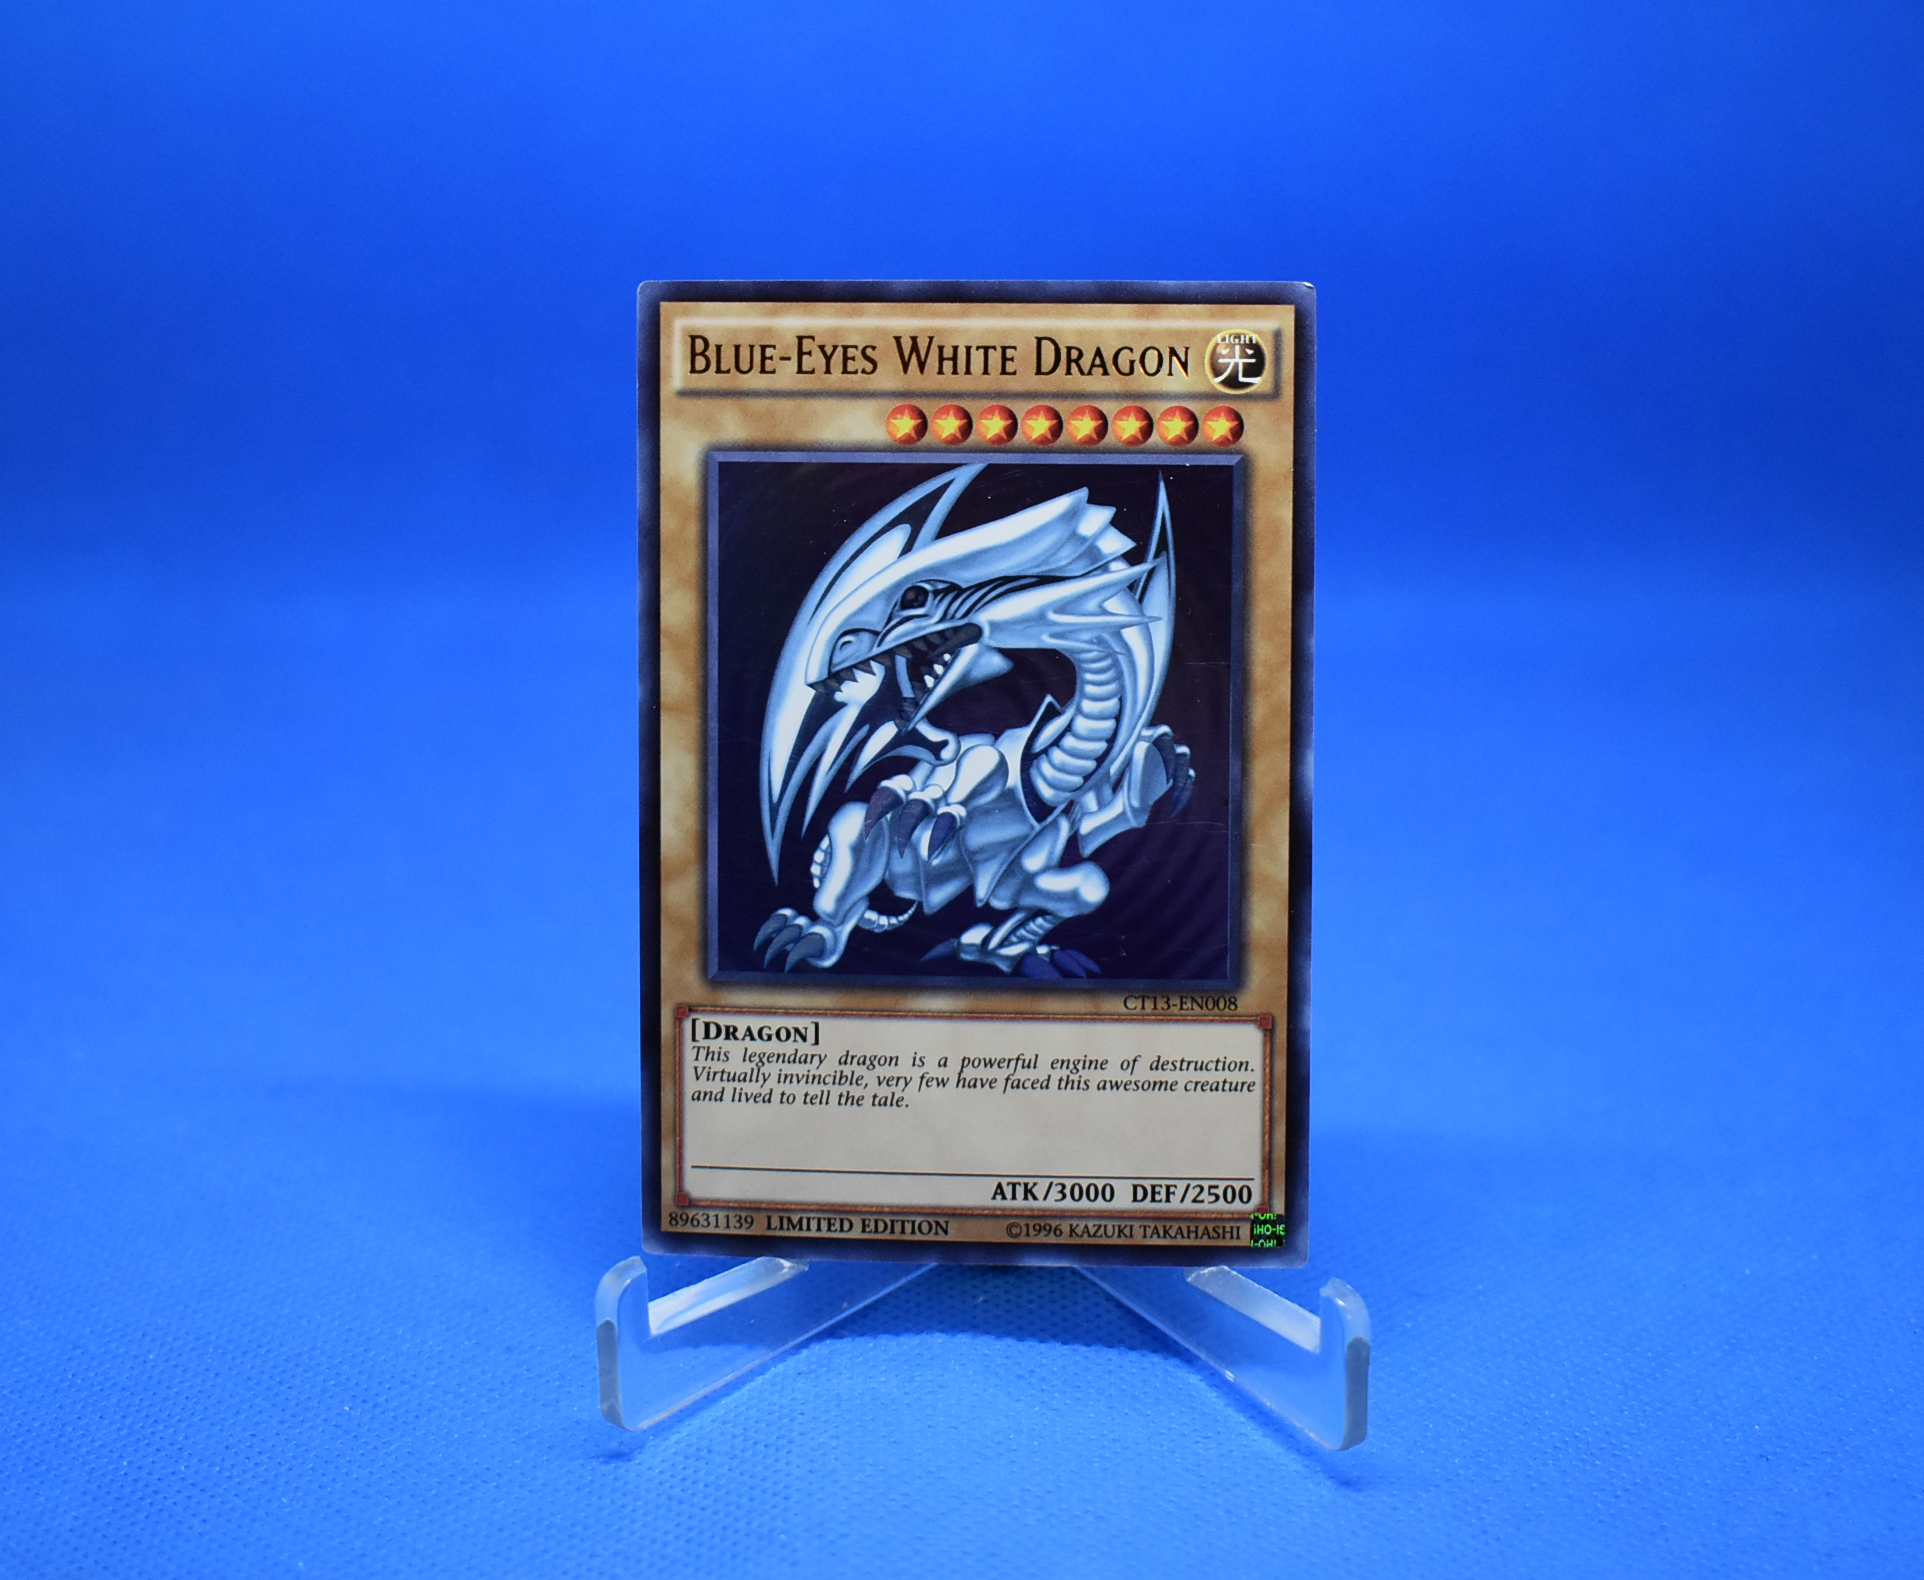 BLUE-EYES WHITE DRAGON
LIGHT
光
CT13-EN008
[DRAGON]
This legendary dragon is a powerful engine of destruction.
Virtually invincible, very few have faced this awesome creature
and lived to tell the tale.
ATK/3000 DEF/2500
89631139 LIMITED EDITION ©1996 KAZUKI TAKAHASHI